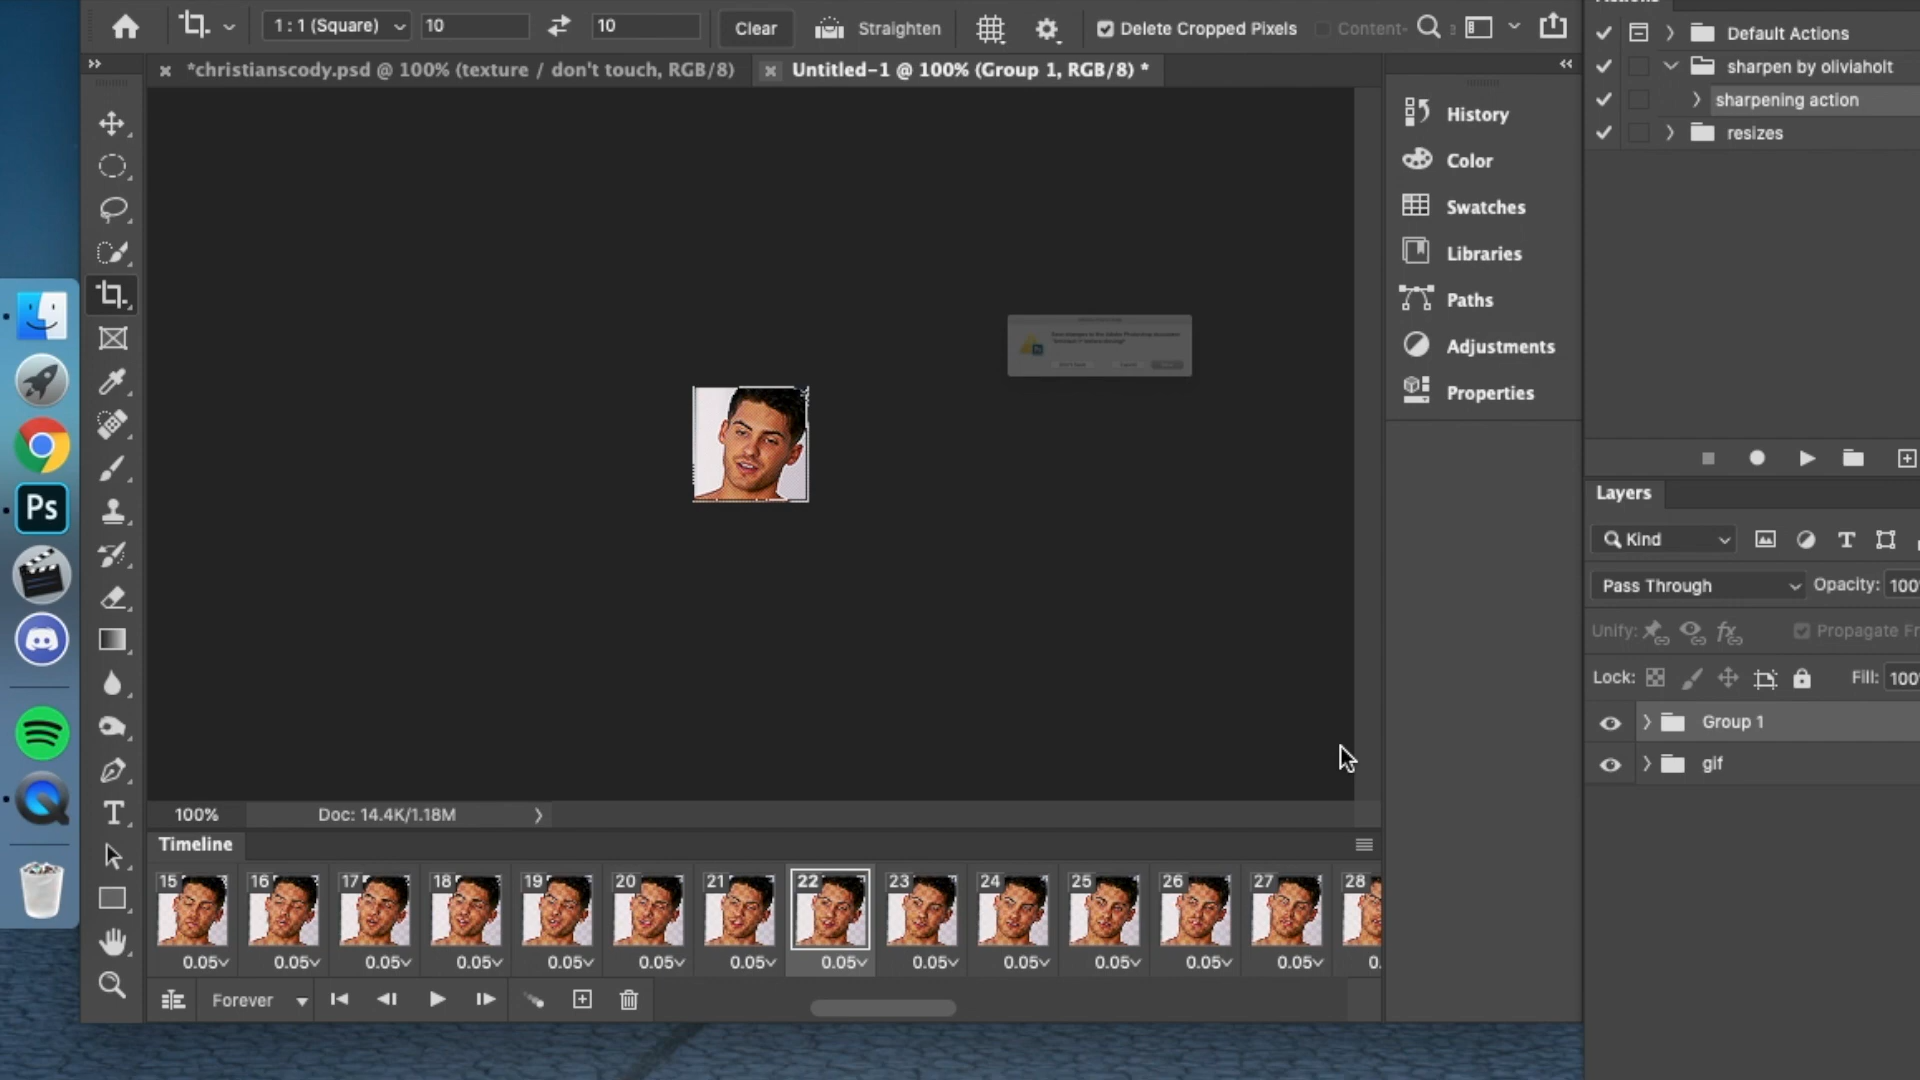 1 : 1 (Square)
10
10
Clear
Straighten
Delete Cropped Pixels
Content-
Default Actions
sharpen by oliviaholt
sharpening action
resizes
*christianscody.psd @ 100% (texture / don't touch, RGB/8)
Untitled-1 @ 100% (Group 1, RGB/8) *
History
Color
Swatches
Libraries
Paths
Adjustments
Properties
Ps
Layers
Kind
Pass Through
Opacity: 100
Unify:
Propagate Fr
Lock:
Fill: 100
Group 1
gif
100%
Doc: 14.4K/1.18M
Timeline
15 16 17 18 19 20 21 22 23 24 25 26 27 28
0.05 0.05 0.05 0.05 0.05 0.05 0.05 0.05 0.05 0.05 0.05 0.05 0.05 0.
Forever